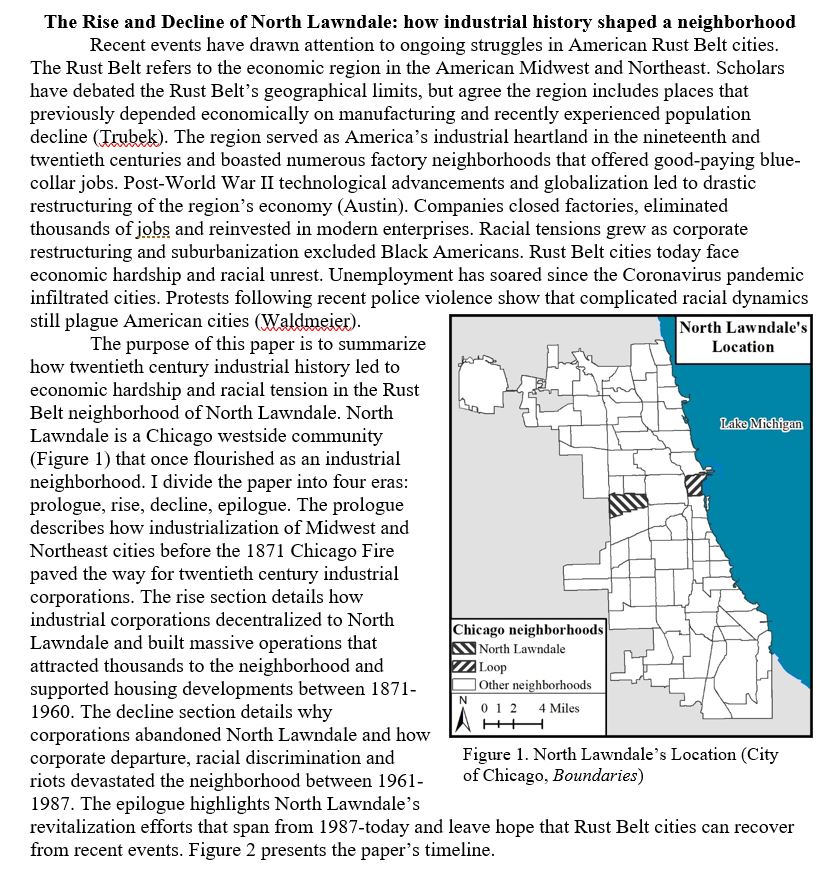 The Rise and Decline of North Lawndale: how industrial history shaped a neighborhood
Recent events have drawn attention to ongoing struggles in American Rust Belt cities.
The Rust Belt refers to the economic region in the American Midwest and Northeast. Scholars
have debated the Rust Belt’s geographical limits, but agree the region includes places that
previously depended economically on manufacturing and recently experienced population
decline (Trubek). The region served as America’s industrial heartland in the nineteenth and
twentieth centuries and boasted numerous factory neighborhoods that offered good-paying blue-
collar jobs. Post-World War II technological advancements and globalization led to drastic
restructuring of the region’s economy (Austin). Companies closed factories, eliminated
thousands of jobs and reinvested in modern enterprises. Racial tensions grew as corporate
restructuring and suburbanization excluded Black Americans. Rust Belt cities today face
economic hardship and racial unrest. Unemployment has soared since the Coronavirus pandemic
infiltrated cities. Protests following recent police violence show that complicated racial dynamics
still plague American cities (Waldmeier).
The purpose of this paper is to summarize
how twentieth century industrial history led to
economic hardship and racial tension in the Rust
Belt neighborhood of North Lawndale. North
Lawndale is a Chicago westside community
(Figure 1) that once flourished as an industrial
neighborhood. I divide the paper into four eras:
prologue, rise, decline, epilogue. The prologue
describes how industrialization of Midwest and
Northeast cities before the 1871 Chicago Fire
paved the way for twentieth century industrial
corporations. The rise section details how
industrial corporations decentralized to North
Lawndale and built massive operations that
attracted thousands to the neighborhood and
supported housing developments between 1871-
1960. The decline section details why
corporations abandoned North Lawndale and how
corporate departure, racial discrimination and
riots devastated the neighborhood between 1961-
1987. The epilogue highlights North Lawndale’s
revitalization efforts that span from 1987-today and leave hope that Rust Belt cities can recover
from recent events. Figure 2 presents the paper’s timeline.
North Lawndale's
Location
Lake Michigan
Chicago neighborhoods
North Lawndale
Loop
Other neighborhoods
N
0 1 2 4 Miles
Figure 1. North Lawndale’s Location (City
of Chicago, Boundaries)